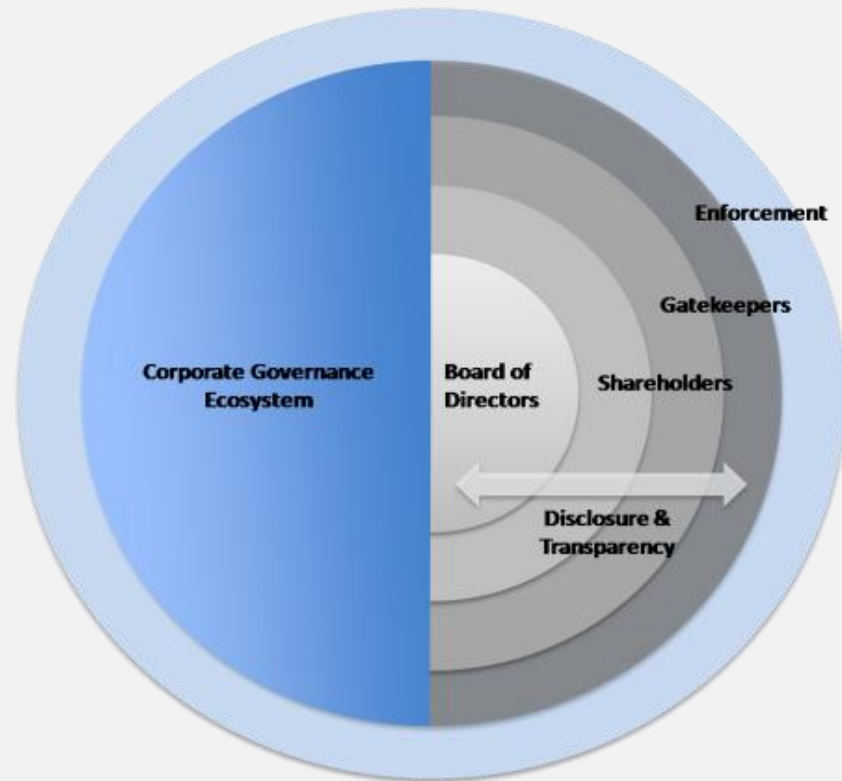 Enforcement
Gatekeepers
Corporate Governance
Ecosystem
Board of
Directors
Shareholders
Disclosure &
Transparency